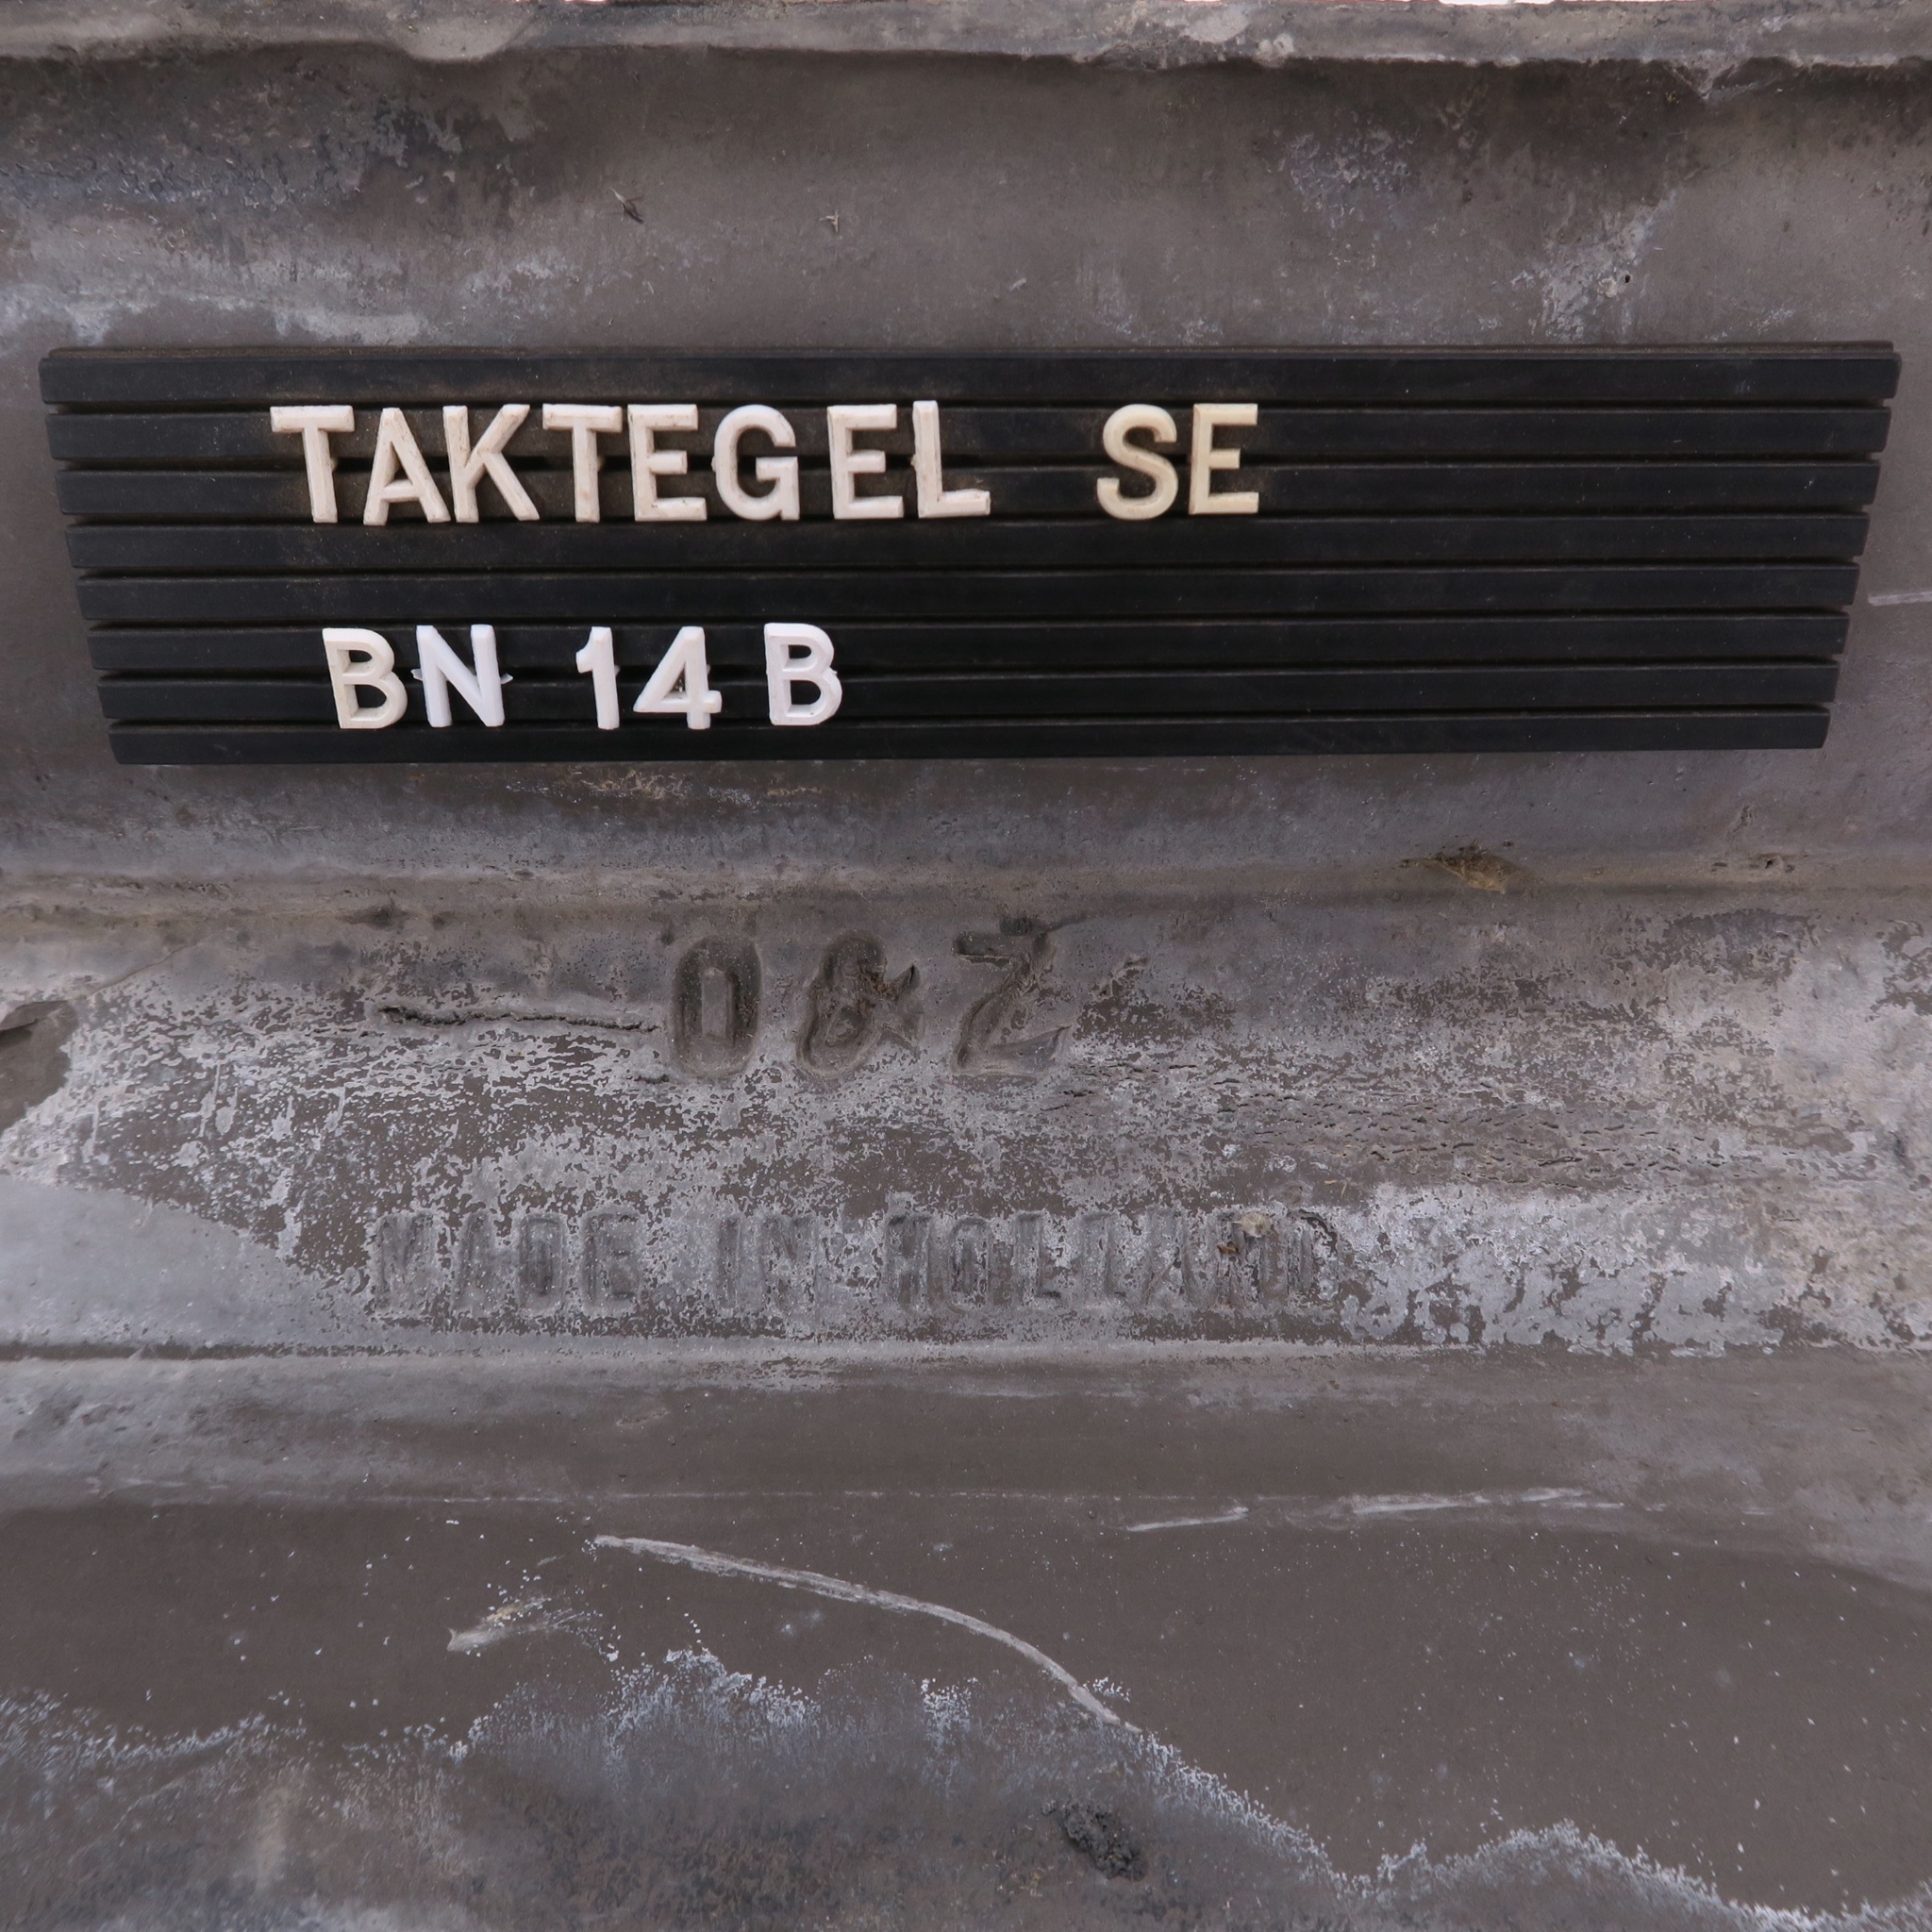 TAKTEGEL SE
BN 14 B
O&Z
MADE IN HOLLAND